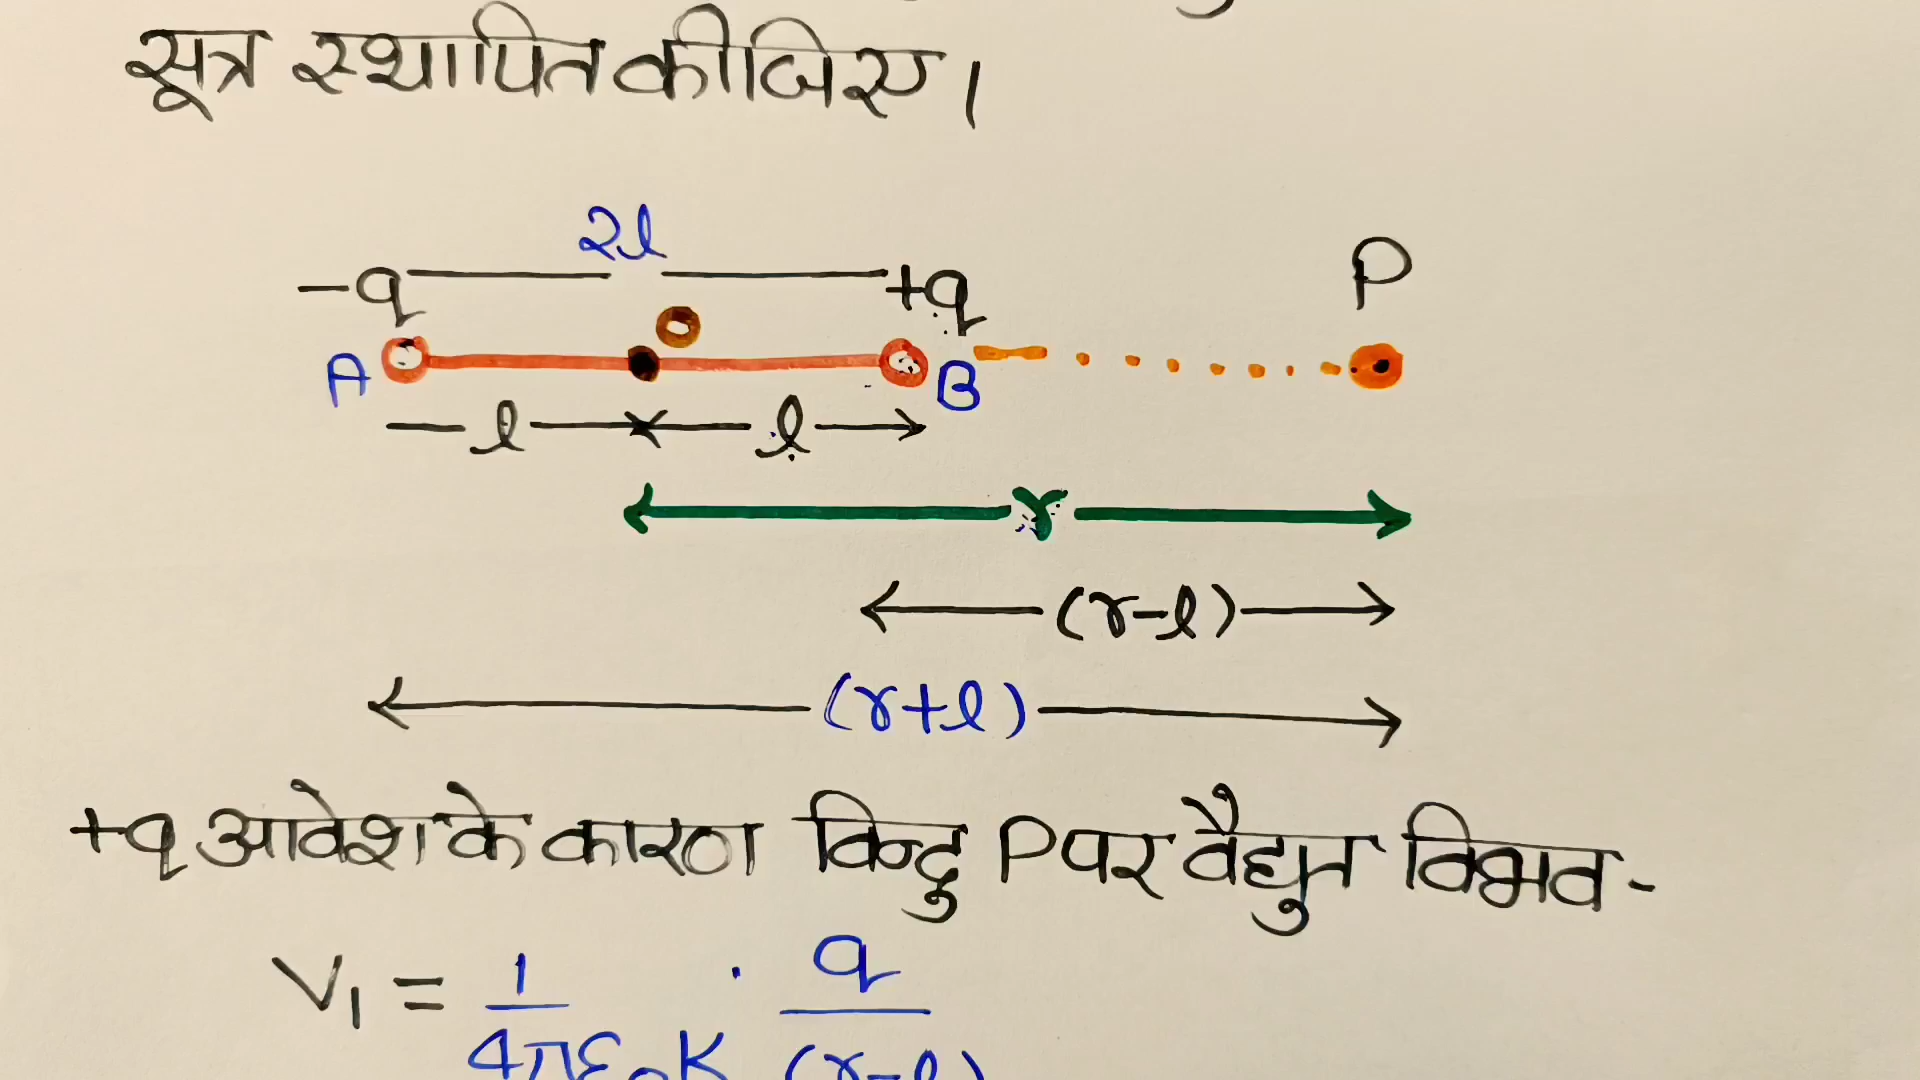 सूत्र स्थापित कीजिए।
2l
-q +q P
O
A B
l l
r
(r-l)
(r+l)
+q आवेश के कारण बिन्दु P पर वैद्युत विभव -
V₁ = 1/4πε₀K . q/(r-l)